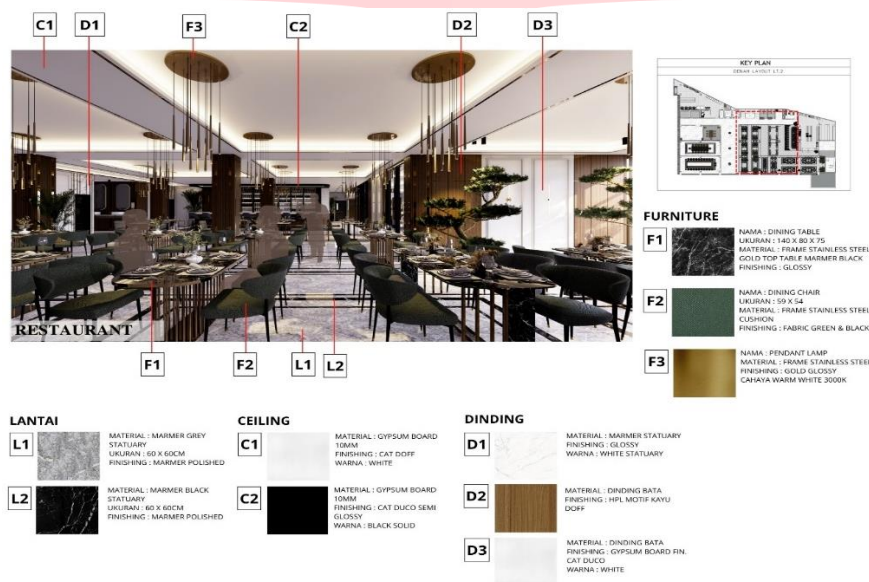 C1 D1 F3 C2 D2 D3
KEY PLAN
DENAH LAYOUT LT.2
RESTAURANT
F1 F2 L1 L2
FURNITURE
F1
NAMA : DINING TABLE
UKURAN : 140 X 80 X 75
MATERIAL : FRAME STAINLESS STEEL
GOLD TOP TABLE MARMER BLACK
FINISHING : GLOSSY
F2
NAMA : DINING CHAIR
UKURAN : 59 X 54
MATERIAL : FRAME STAINLESS STEEL
CUSHION
FINISHING : FABRIC GREEN & BLACK
F3
NAMA : PENDANT LAMP
MATERIAL : FRAME STAINLESS STEEL
FINISHING : GOLD GLOSSY
CAHAYA WARM WHITE 3000K
LANTAI
L1
MATERIAL : MARMER GREY
STATUARY
UKURAN : 60 X 60CM
FINISHING : MARMER POLISHED
L2
MATERIAL : MARMER BLACK
STATUARY
UKURAN : 60 X 60CM
FINISHING : MARMER POLISHED
CEILING
C1
MATERIAL : GYPSUM BOARD
10MM
FINISHING : CAT DOFF
WARNA : WHITE
C2
MATERIAL : GYPSUM BOARD
10MM
FINISHING : CAT DUCO SEMI
GLOSSY
WARNA : BLACK SOLID
DINDING
D1
MATERIAL : MARMER STATUARY
FINISHING : GLOSSY
WARNA : WHITE STATUARY
D2
MATERIAL : DINDING BATA
FINISHING : HPL MOTIF KAYU
DOFF
D3
MATERIAL : DINDING BATA
FINISHING : GYPSUM BOARD FIN.
CAT DUCO
WARNA : WHITE